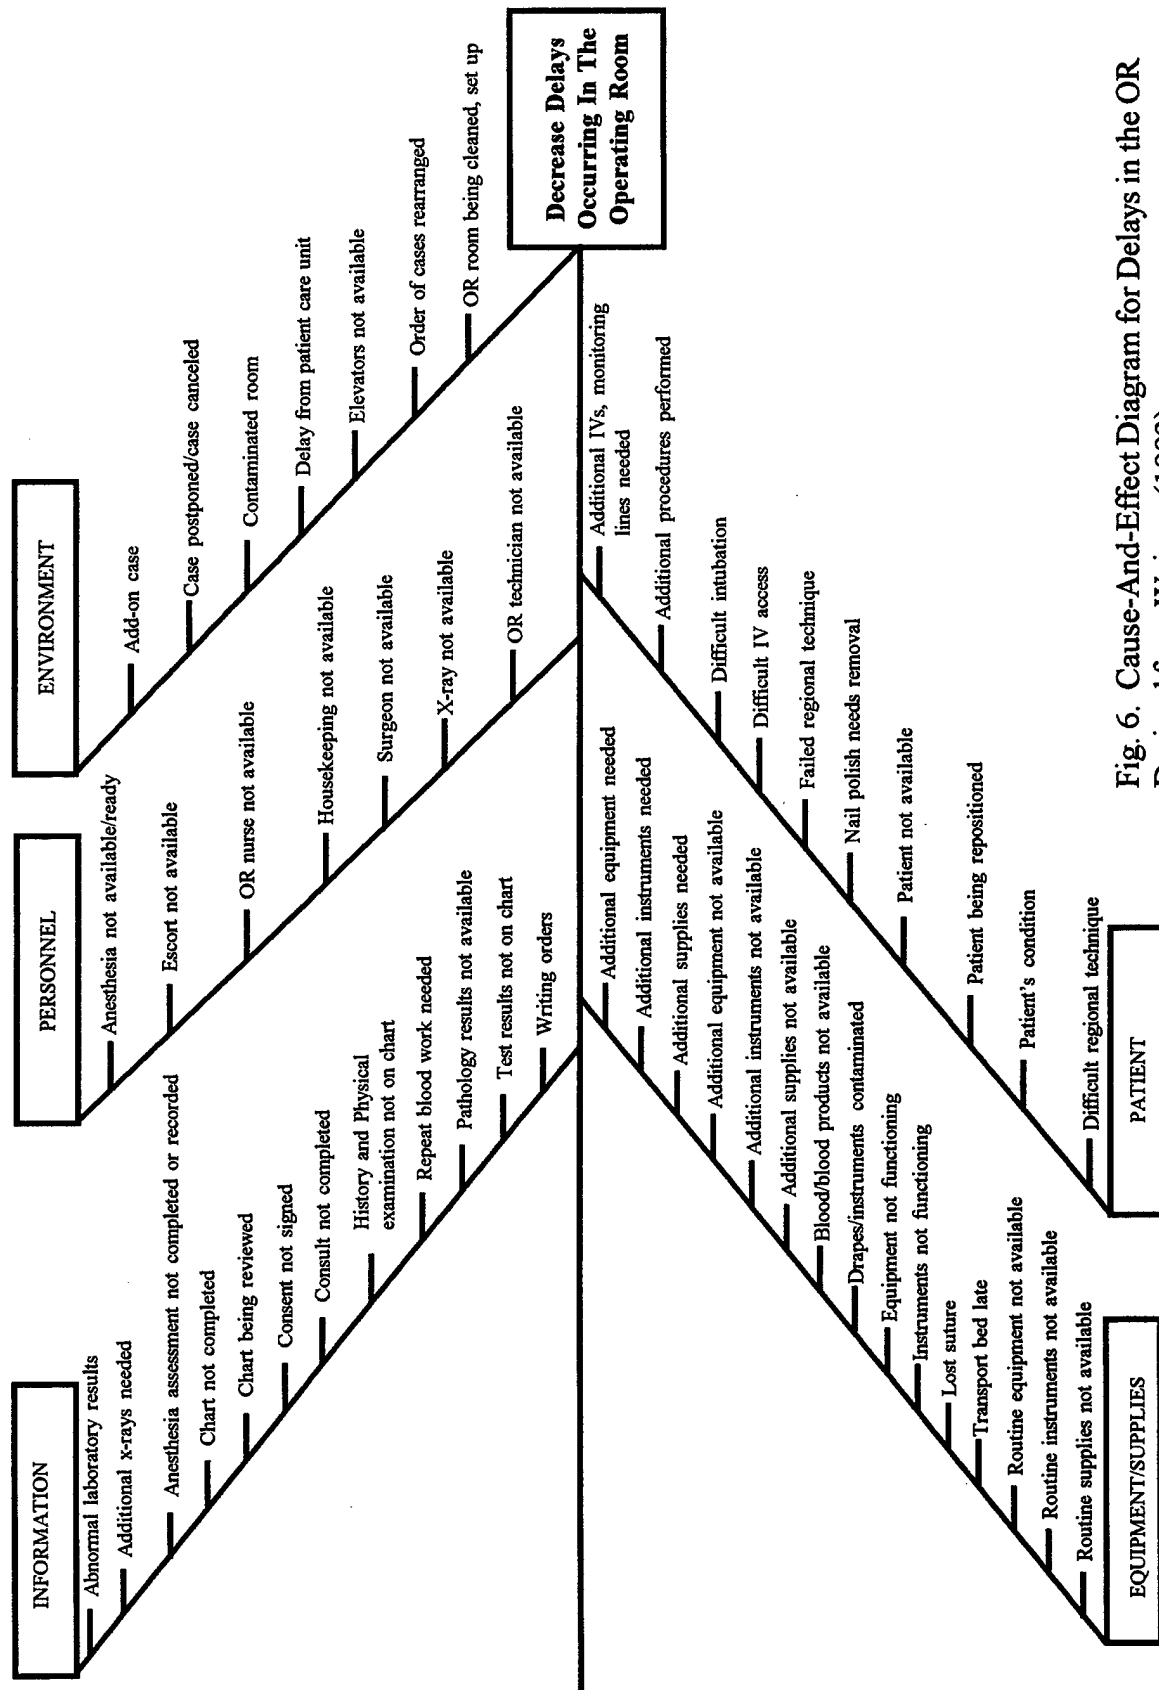 INFORMATION
Abnormal laboratory results
Additional x-rays needed
Anesthesia assessment not completed or recorded
Chart not completed
Chart being reviewed
Consent not signed
Consult not completed
History and Physical
examination not on chart
Repeat blood work needed
Pathology results not available
Test results not on chart
Writing orders
PERSONNEL
Anesthesia not available/ready
Escort not available
OR nurse not available
Housekeeping not available
Surgeon not available
X-ray not available
OR technician not available
ENVIRONMENT
Add-on case
Case postponed/case canceled
Contaminated room
Delay from patient care unit
Elevators not available
Order of cases rearranged
OR room being cleaned, set up
Decrease Delays
Occurring In The
Operating Room
Additional equipment needed
Additional instruments needed
Additional supplies needed
Additional equipment not available
Additional instruments not available
Additional supplies not available
Blood/blood products not available
Drapes/instruments contaminated
Equipment not functioning
Instruments not functioning
Lost suture
Transport bed late
Routine equipment not available
Routine instruments not available
Routine supplies not available
EQUIPMENT/SUPPLIES
Additional IVs, monitoring
lines needed
Additional procedures performed
Difficult intubation
Difficult IV access
Failed regional technique
Nail polish needs removal
Patient not available
Patient being repositioned
Patient's condition
Difficult regional technique
PATIENT
Fig. 6. Cause-And-Effect Diagram for Delays in the OR